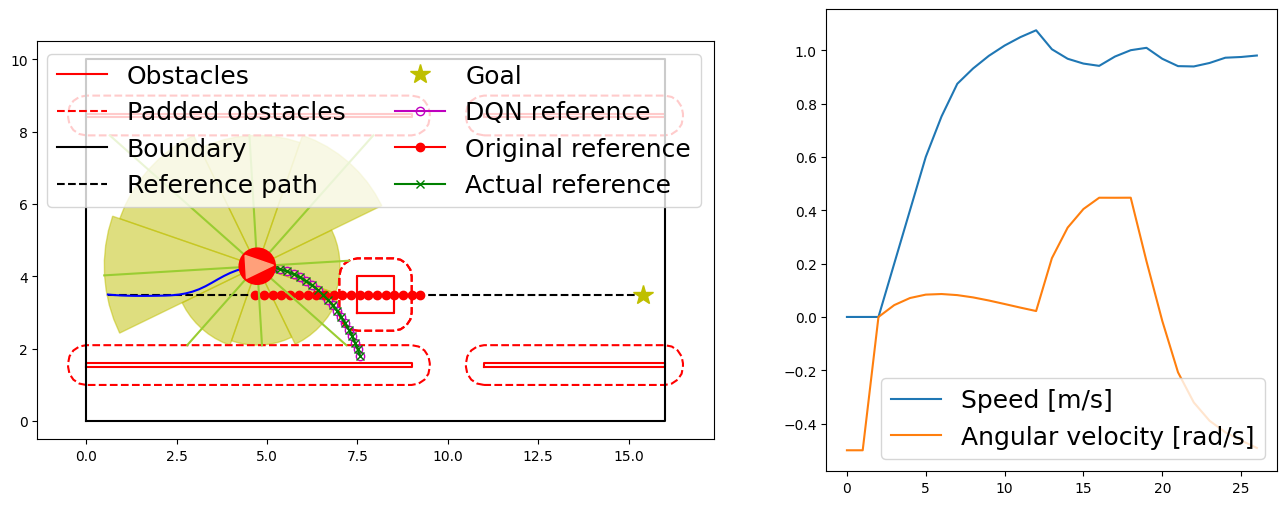 10
8
6
4
2
0
0.0 2.5 5.0 7.5 10.0 12.5 15.0
Obstacles
Padded obstacles
Boundary
Reference path
Goal
DQN reference
Original reference
Actual reference
1.0
0.8
0.6
0.4
0.2
0.0
−0.2
−0.4
0 5 10 15 20 25
Speed [m/s]
Angular velocity [rad/s]